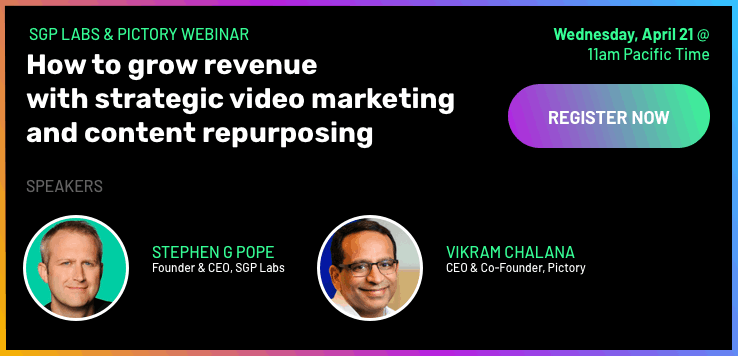 SGP LABS & PICTORY WEBINAR
How to grow revenue
with strategic video marketing
and content repurposing
Wednesday, April 21 @
11am Pacific Time
REGISTER NOW
SPEAKERS
STEPHEN G POPE
Founder & CEO, SGP Labs
VIKRAM CHALANA
CEO & Co-Founder, Pictory